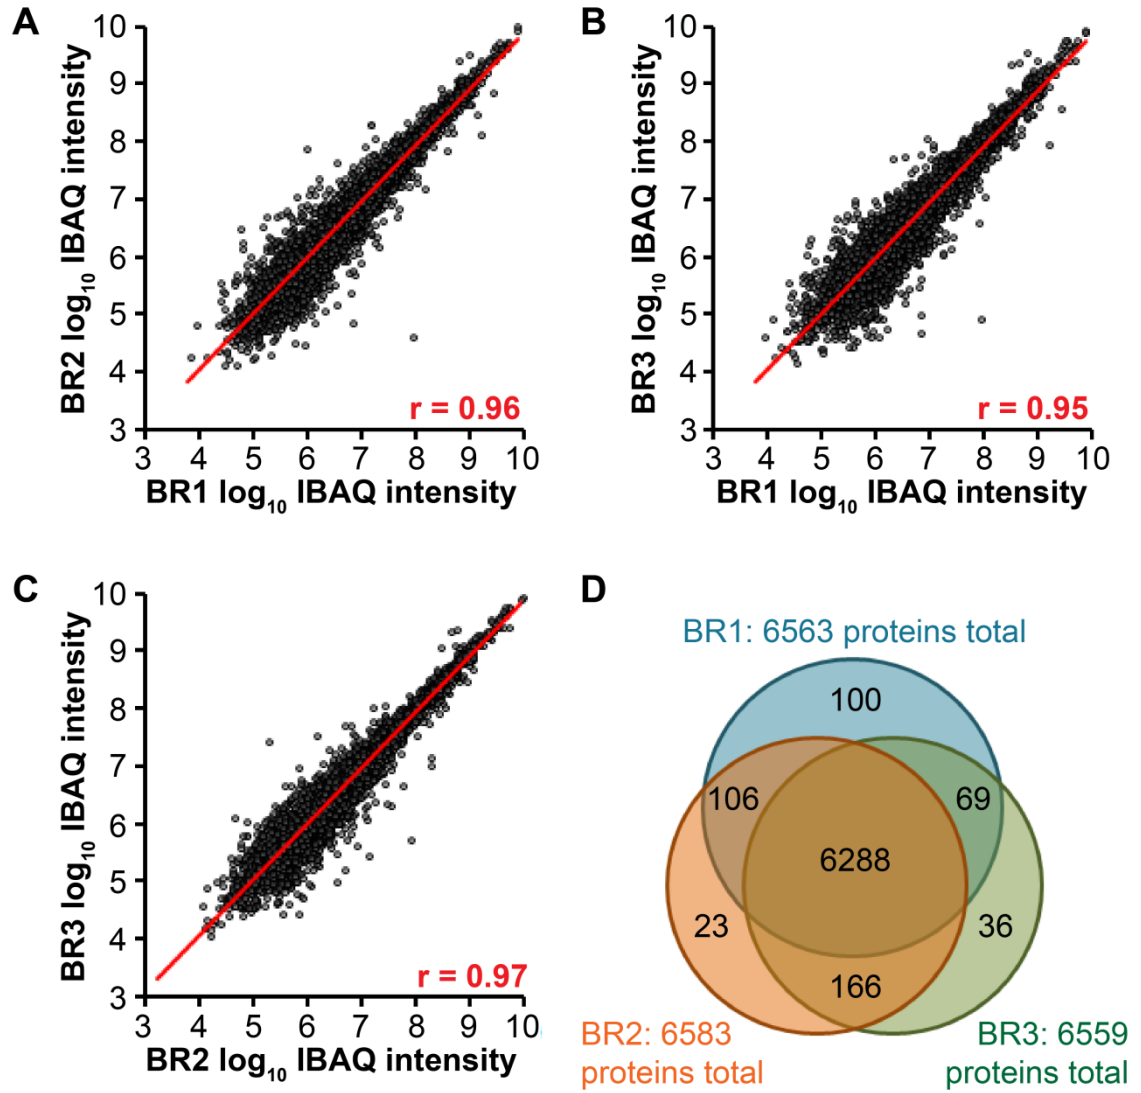 A
10
9
8
7
6
5
4
3
BR2 log10 IBAQ intensity
r = 0.96
3 4 5 6 7 8 9 10
BR1 log10 IBAQ intensity
B
10
9
8
7
6
5
4
3
BR3 log10 IBAQ intensity
r = 0.95
3 4 5 6 7 8 9 10
BR1 log10 IBAQ intensity
C
10
9
8
7
6
5
4
3
BR3 log10 IBAQ intensity
r = 0.97
3 4 5 6 7 8 9 10
BR2 log10 IBAQ intensity
D
BR1: 6563 proteins total
100
106
69
6288
23
36
166
BR2: 6583
proteins total
BR3: 6559
proteins total